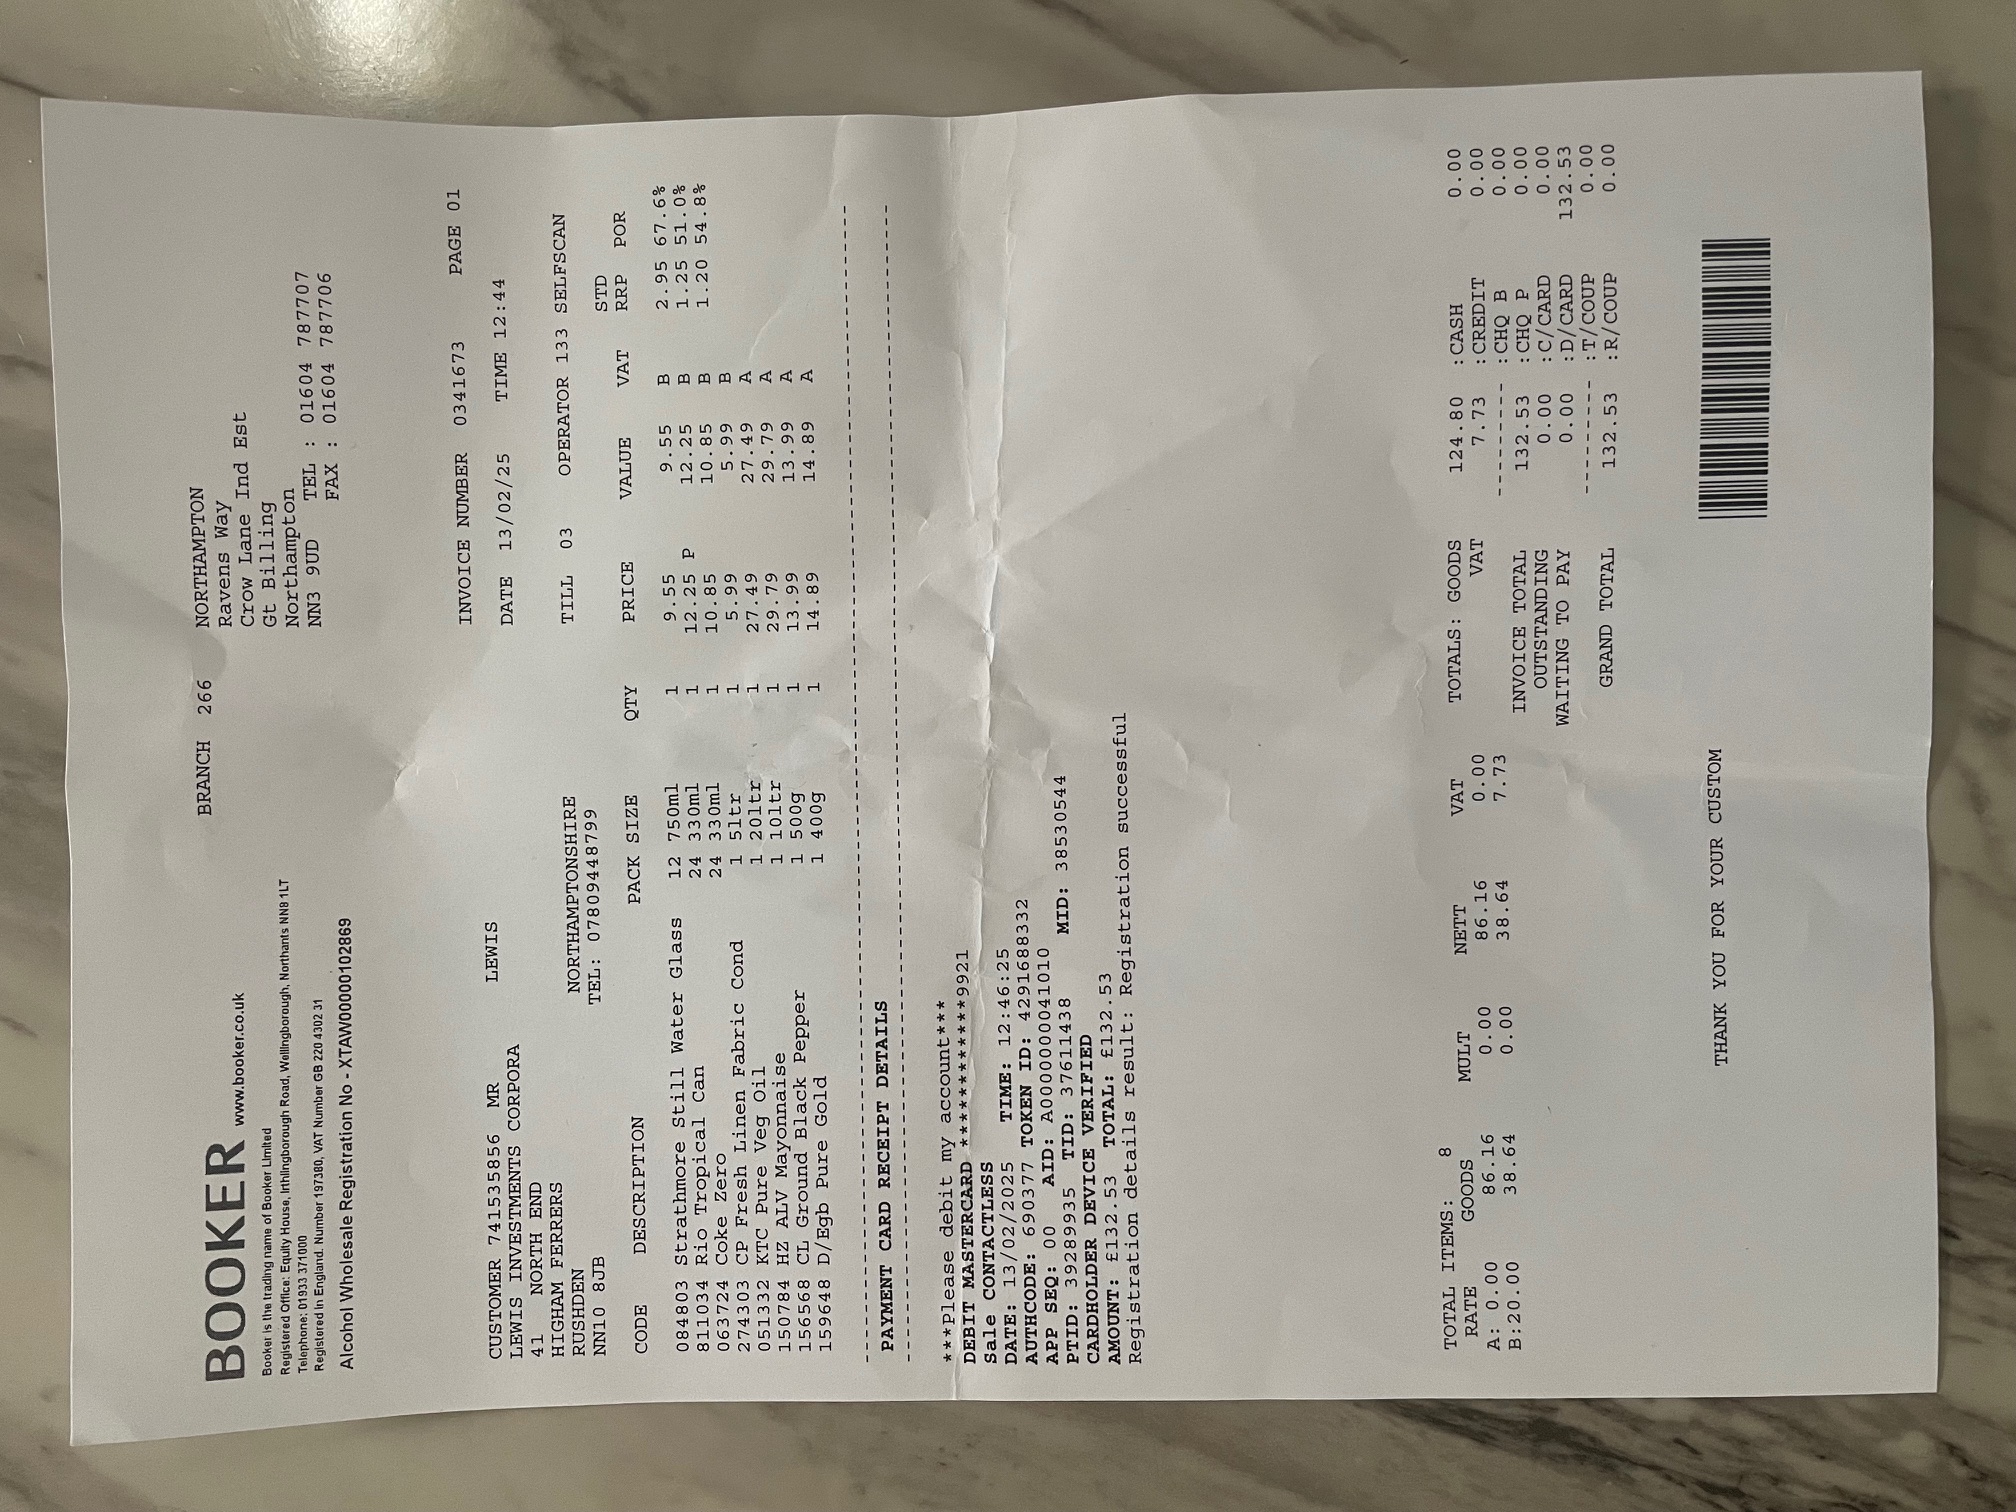 BOOKER www.booker.co.uk
Booker is the trading name of Booker Limited
Registered Office: Equity House, Irthlingborough Road, Wellingborough, Northants NN8 1LT
Telephone: 01933 371000
Registered in England. Number 197380, VAT Number GB 220 4302 31
Alcohol Wholesale Registration No - XTAW00000102869
BRANCH 266 NORTHAMPTON
Ravens Way
Crow Lane Ind Est
Gt Billing
Northampton
NN3 9UD TEL : 01604 787707
FAX : 01604 787706
INVOICE NUMBER 0341673 PAGE 01
DATE 13/02/25 TIME 12:44
TILL 03 OPERATOR 133 SELFSCAN
CUSTOMER 741535856 MR LEWIS
LEWIS INVESTMENTS CORPORA
41 NORTH END
HIGHAM FERRERS
RUSHDEN NORTHAMPTONSHIRE
NN10 8JB TEL: 07809448799
STD
CODE DESCRIPTION PACK SIZE QTY PRICE VALUE VAT RRP POR
084803 Strathmore Still Water Glass 12 750ml 1 9.55 9.55 B 2.95 67.6%
811034 Rio Tropical Can 24 330ml 1 12.25 P 12.25 B 1.25 51.0%
063724 Coke Zero 24 330ml 1 10.85 10.85 B 1.20 54.8%
274303 CP Fresh Linen Fabric Cond 1 5ltr 1 5.99 5.99 B
051332 KTC Pure Veg Oil 1 20ltr 1 27.49 27.49 A
150784 HZ ALV Mayonnaise 1 10ltr 1 29.79 29.79 A
156568 CL Ground Black Pepper 1 500g 1 13.99 13.99 A
159648 D/Egb Pure Gold 1 400g 1 14.89 14.89 A
PAYMENT CARD RECEIPT DETAILS
***Please debit my account***
DEBIT MASTERCARD ************9921
Sale CONTACTLESS
DATE: 13/02/2025 TIME: 12:46:25
AUTHCODE: 690377 TOKEN ID: 4291688332
APP SEQ: 00 AID: A0000000041010
PTID: 39289935 TID: 37611438 MID: 38530544
CARDHOLDER DEVICE VERIFIED
AMOUNT: £132.53 TOTAL: £132.53
Registration details result: Registration successful
TOTAL ITEMS: 8
RATE GOODS MULT NETT VAT
A: 0.00 86.16 0.00 86.16 0.00
B:20.00 38.64 0.00 38.64 7.73
TOTALS: GOODS 124.80 :CASH 0.00
VAT 7.73 :CREDIT 0.00
--------- :CHQ B 0.00
INVOICE TOTAL 132.53 :CHQ P 0.00
OUTSTANDING 0.00 :C/CARD 0.00
WAITING TO PAY 0.00 :D/CARD 132.53
--------- :T/COUP 0.00
GRAND TOTAL 132.53 :R/COUP 0.00
THANK YOU FOR YOUR CUSTOM